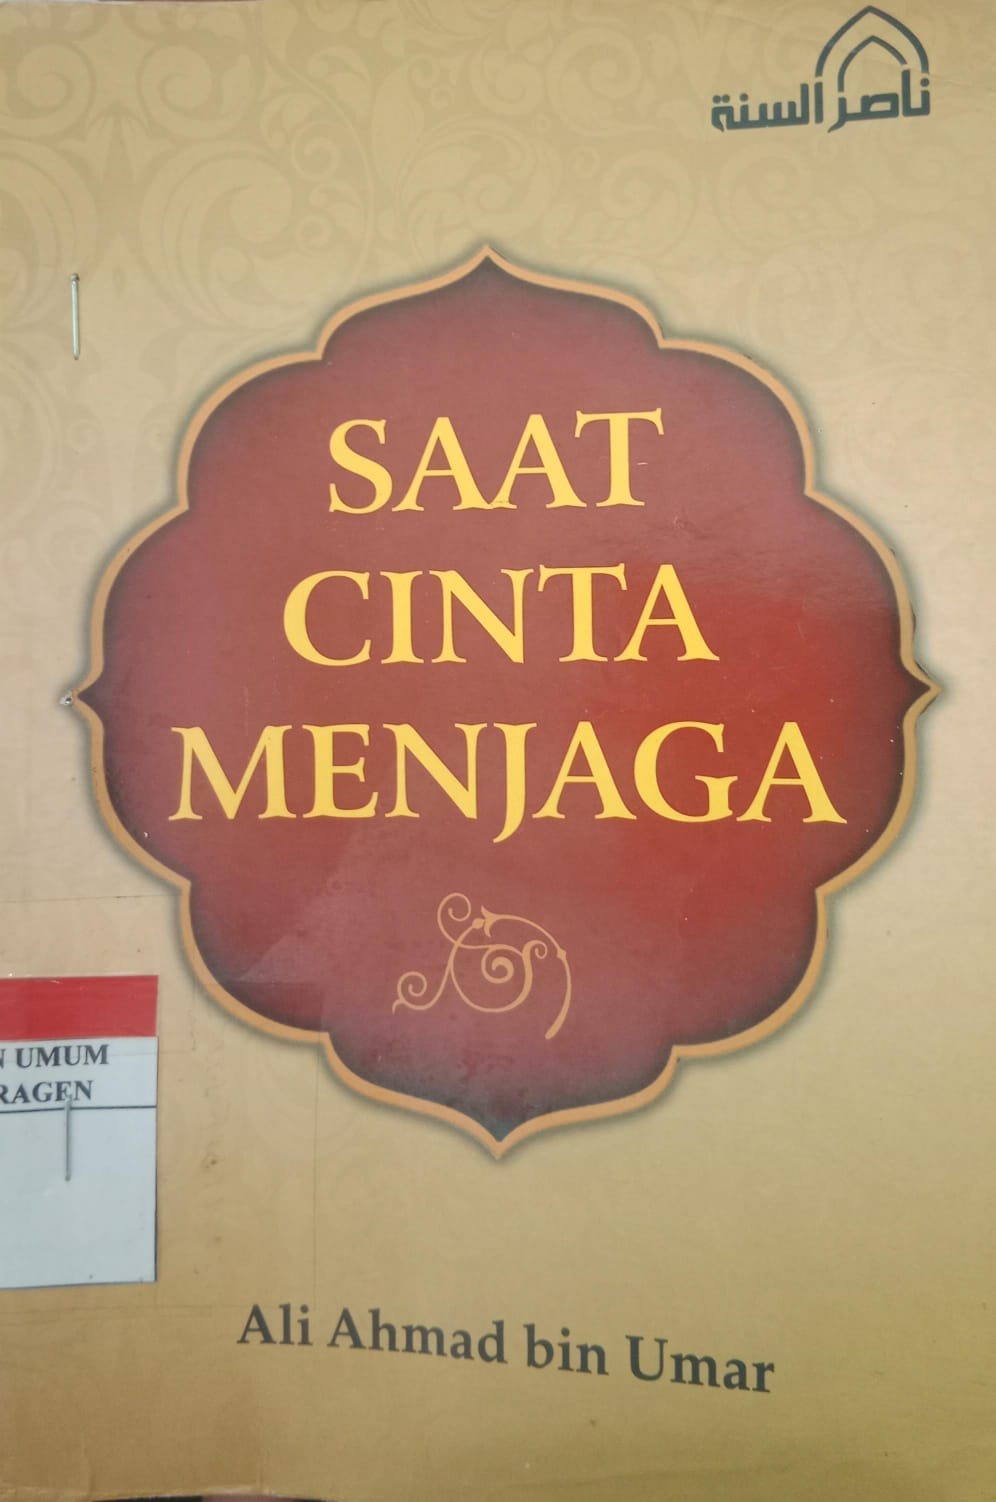 ناصر السنة
SAAT
CINTA
MENJAGA
N UMUM
RAGEN
Ali Ahmad bin Umar